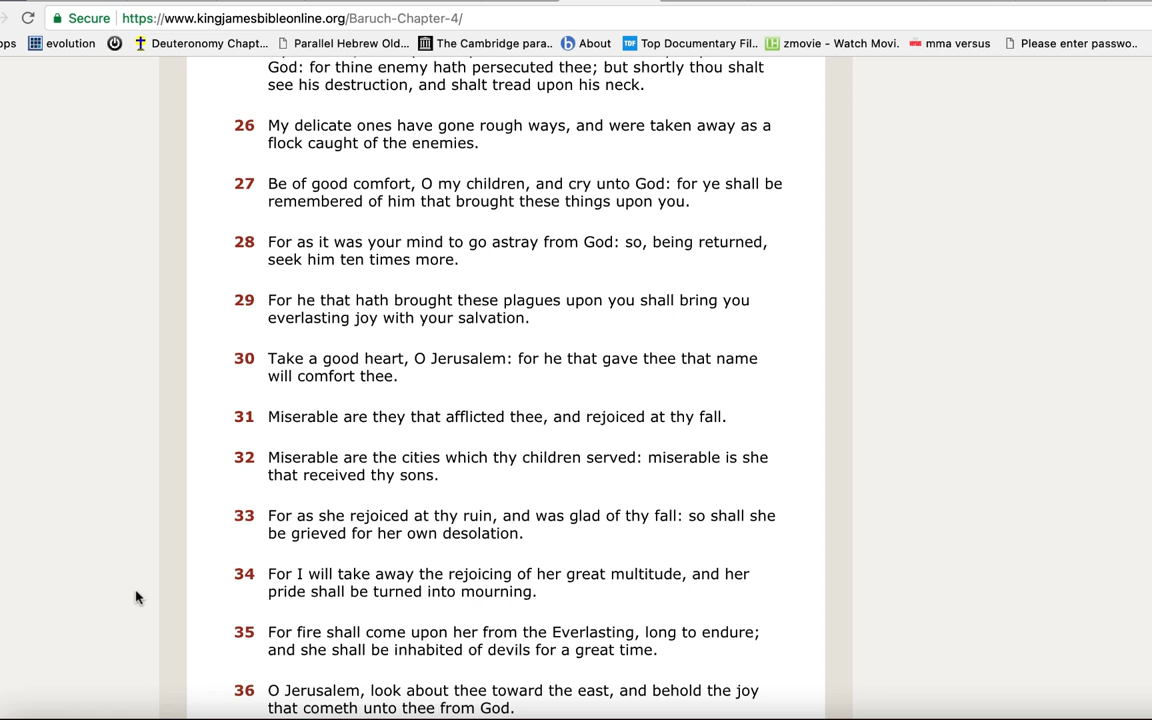 Secure https://www.kingjamesbibleonline.org/Baruch-Chapter-4/
ops evolution Deuteronomy Chapt... Parallel Hebrew Old... The Cambridge para.. About TDF Top Documentary Fil.. zmovie - Watch Movi. mma versus Please enter passwo..
God: for thine enemy hath persecuted thee; but shortly thou shalt
see his destruction, and shalt tread upon his neck.
26 My delicate ones have gone rough ways, and were taken away as a
flock caught of the enemies.
27 Be of good comfort, O my children, and cry unto God: for ye shall be
remembered of him that brought these things upon you.
28 For as it was your mind to go astray from God: so, being returned,
seek him ten times more.
29 For he that hath brought these plagues upon you shall bring you
everlasting joy with your salvation.
30 Take a good heart, O Jerusalem: for he that gave thee that name
will comfort thee.
31 Miserable are they that afflicted thee, and rejoiced at thy fall.
32 Miserable are the cities which thy children served: miserable is she
that received thy sons.
33 For as she rejoiced at thy ruin, and was glad of thy fall: so shall she
be grieved for her own desolation.
34 For I will take away the rejoicing of her great multitude, and her
pride shall be turned into mourning.
35 For fire shall come upon her from the Everlasting, long to endure;
and she shall be inhabited of devils for a great time.
36 O Jerusalem, look about thee toward the east, and behold the joy
that cometh unto thee from God.